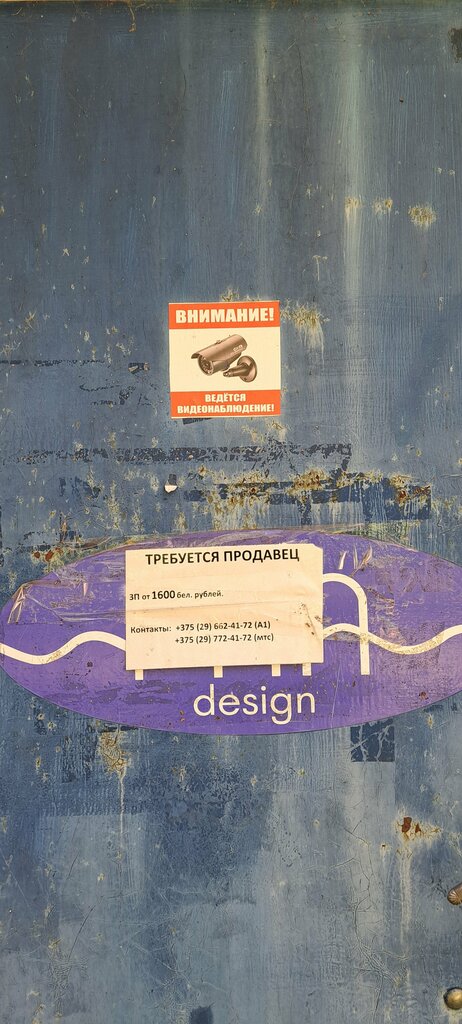 ВНИМАНИЕ!
ВЕДЁТСЯ
ВИДЕОНАБЛЮДЕНИЕ!
ТРЕБУЕТСЯ ПРОДАВЕЦ
ЗП от 1600 бел. рублей.
Контакты: +375 (29) 662-41-72 (А1)
+375 (29) 772-41-72 (мтс)
design